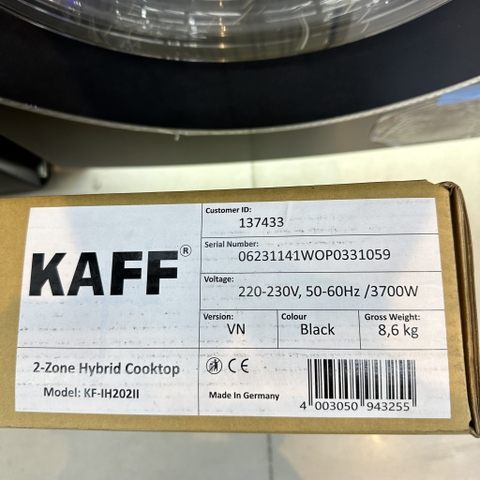 KAFF®
2-Zone Hybrid Cooktop
Model: KF-IH202II
Customer ID:
137433
Serial Number:
06231141WOP0331059
Voltage:
220-230V, 50-60Hz /3700W
Version:
VN
Colour
Black
Gross Weight:
8,6 kg
CE
Made In Germany
4 003050 943255